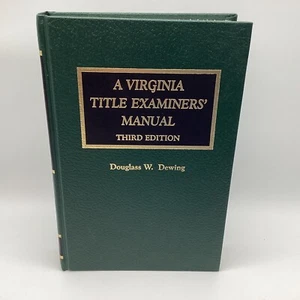 A VIRGINIA
TITLE EXAMINERS'
MANUAL
THIRD EDITION
Douglass W. Dewing